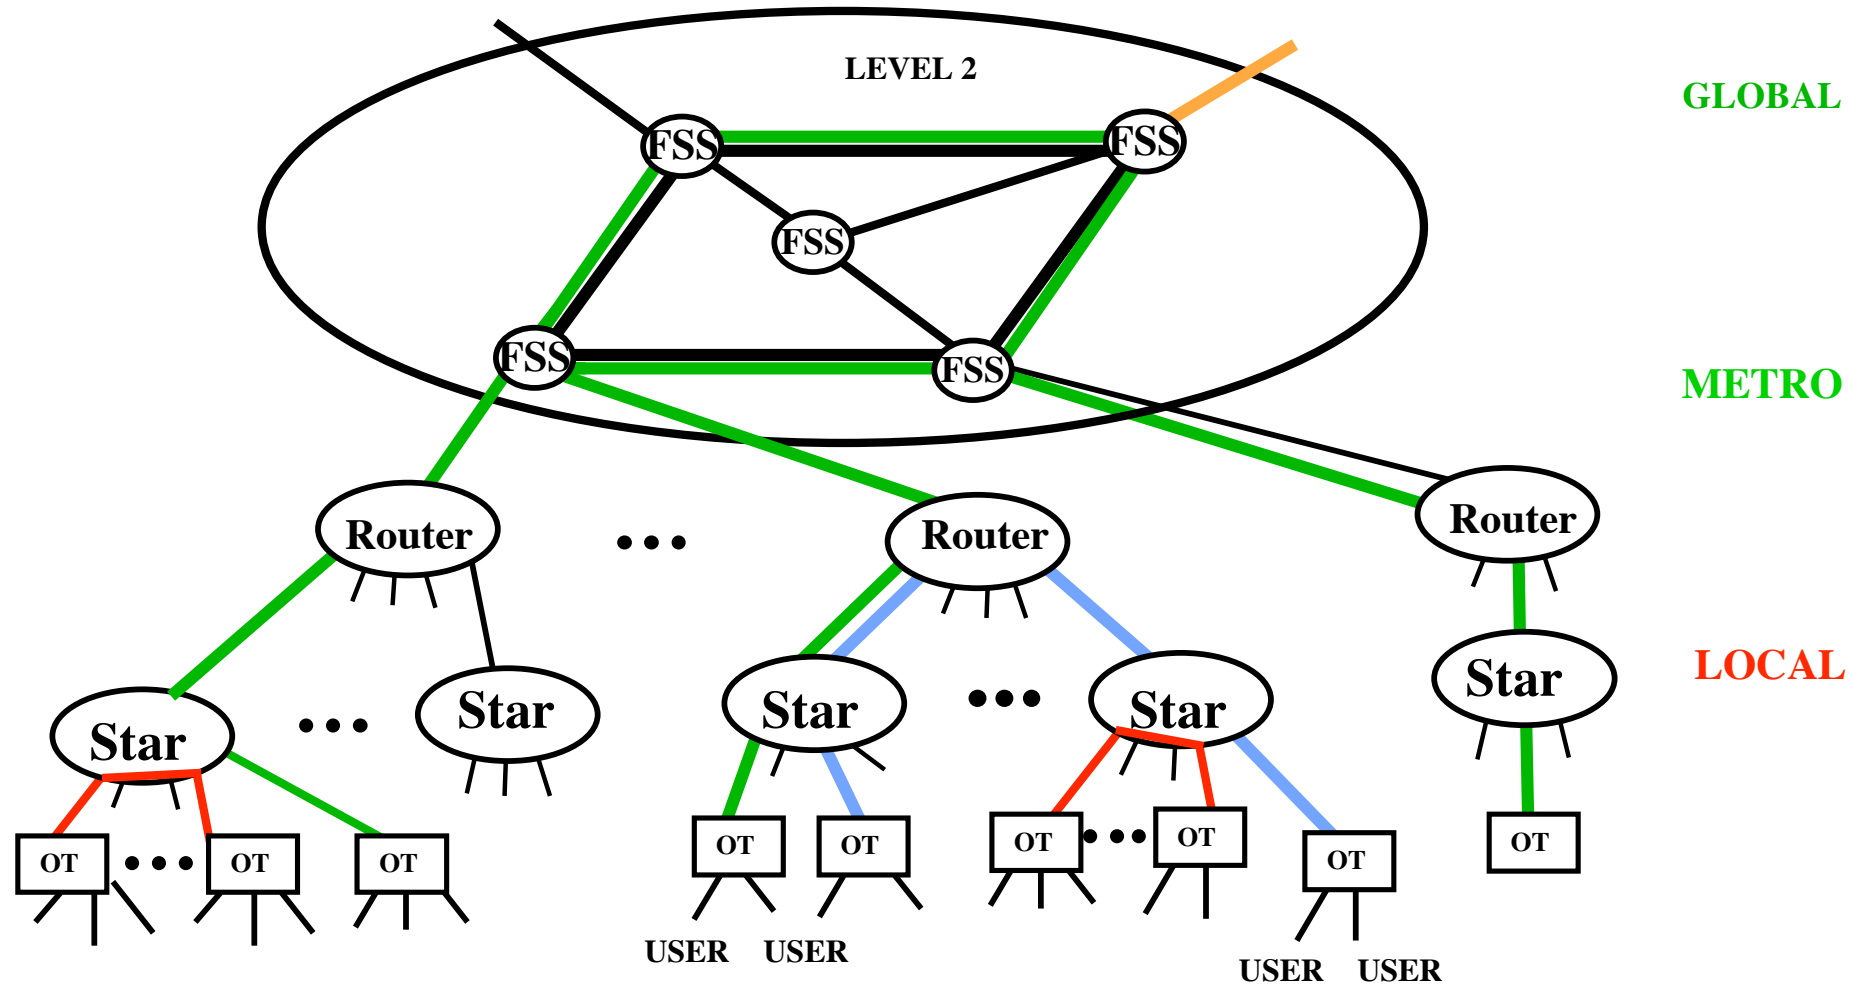 LEVEL 2
GLOBAL
FSS
FSS
FSS
FSS
FSS
METRO
Router
Router
Router
LOCAL
Star
Star
Star
Star
Star
OT
OT
OT
OT
OT
OT
OT
OT
OT
USER
USER
USER
USER